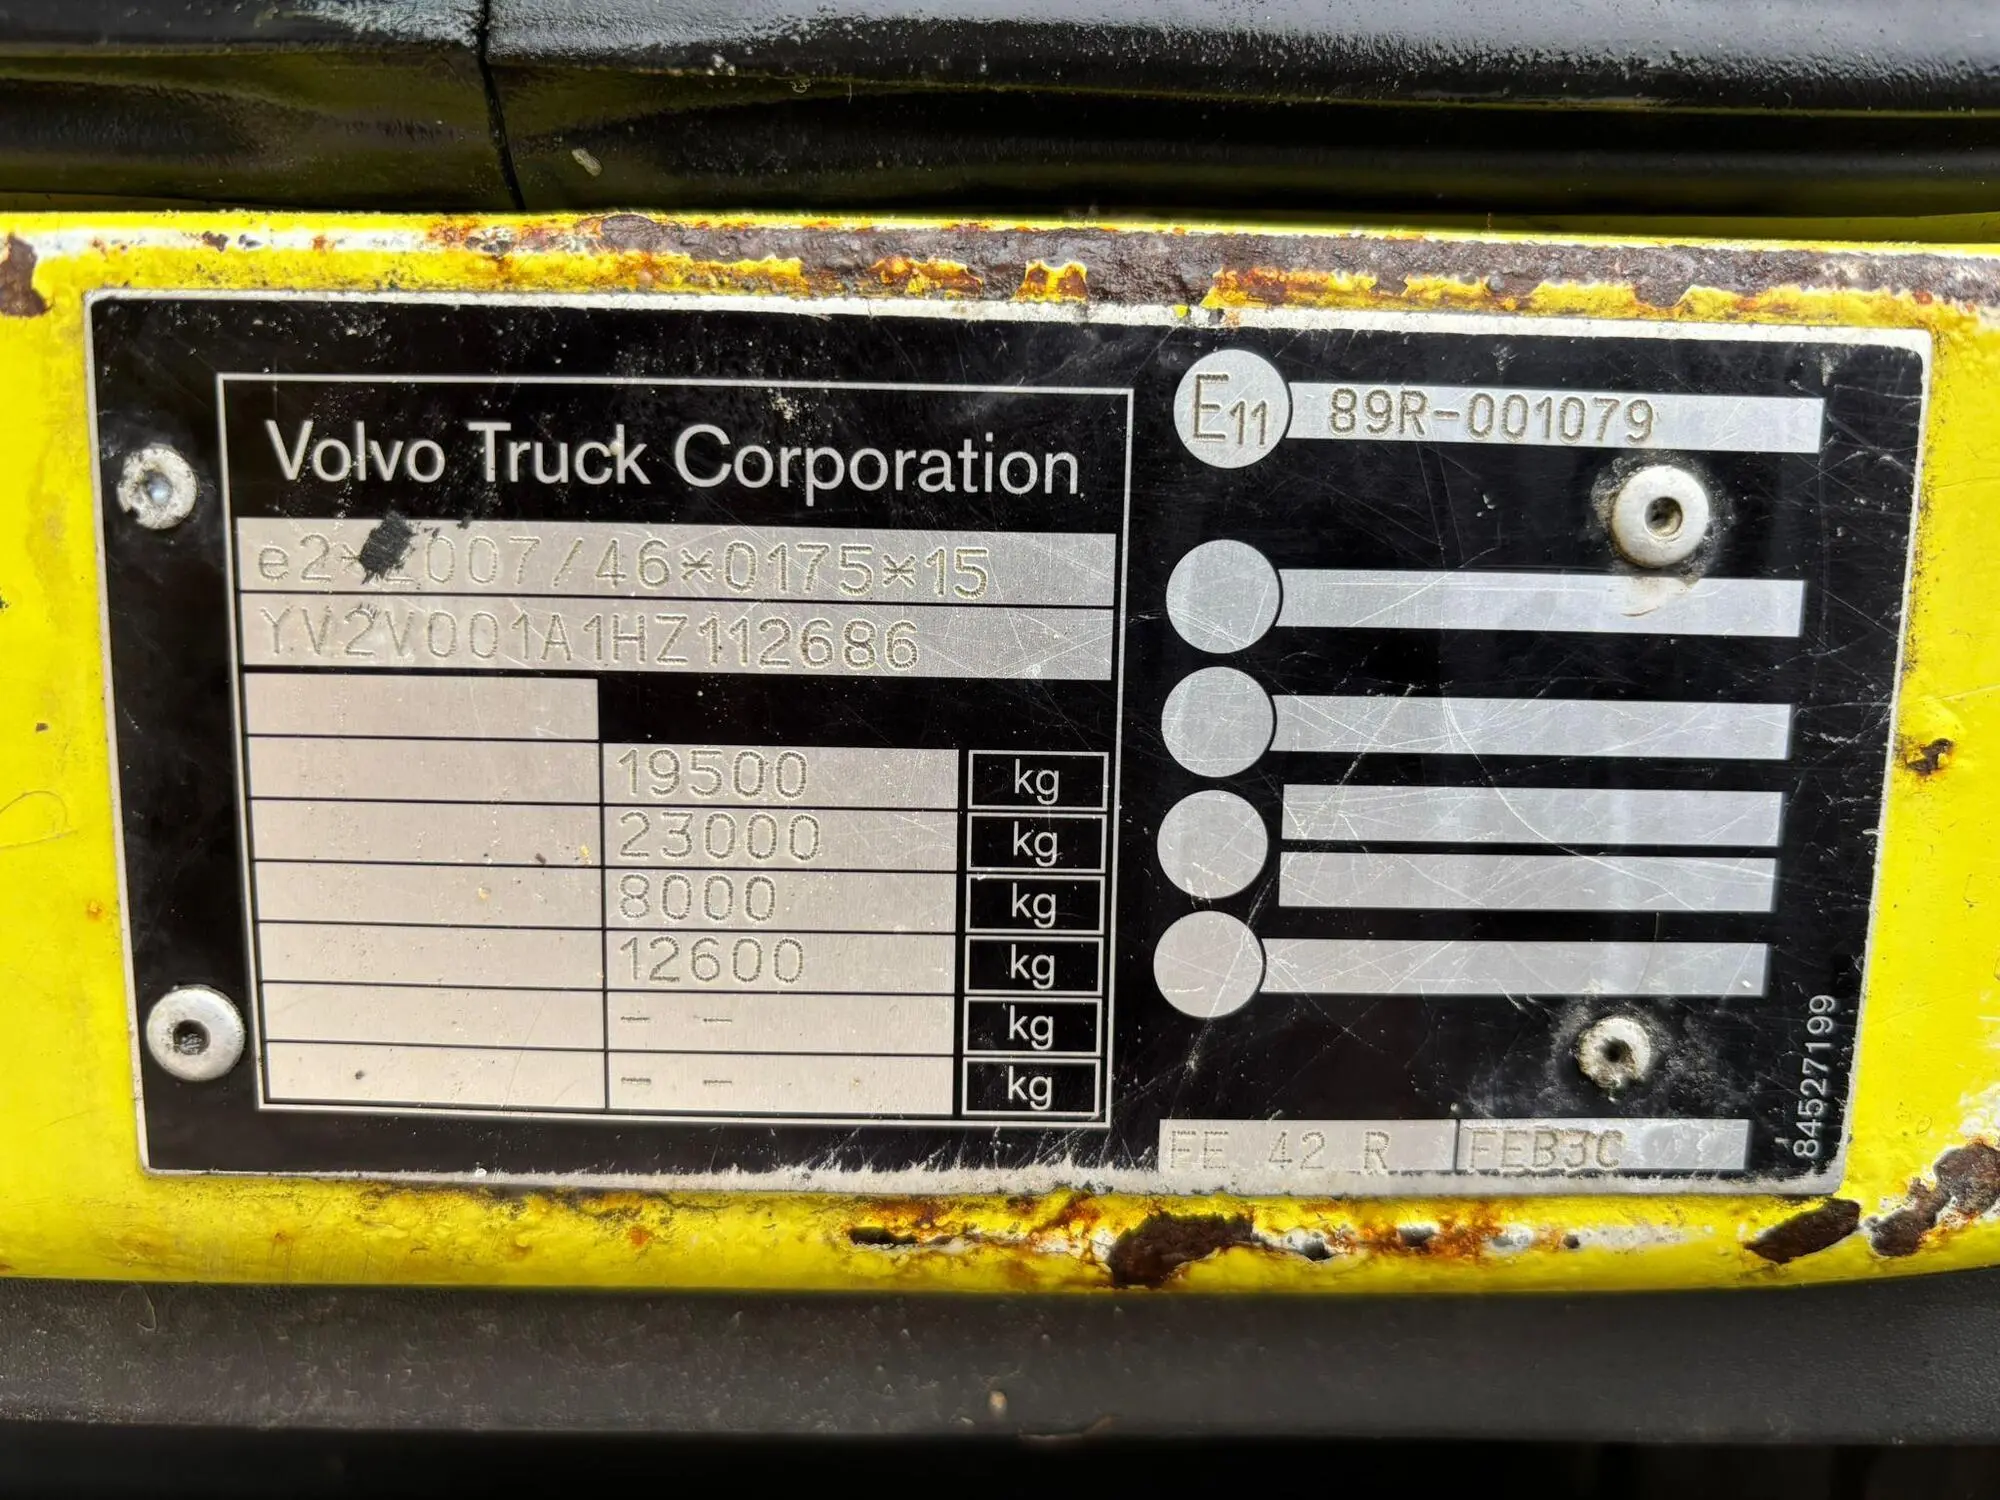 Volvo Truck Corporation
e2*2007/46*0175*15
YV2V001A1HZ112686
19500 kg
23000 kg
8000 kg
12600 kg
- - kg
- - kg
E11 89R-001079
FE 42 R FEB3C
84527199